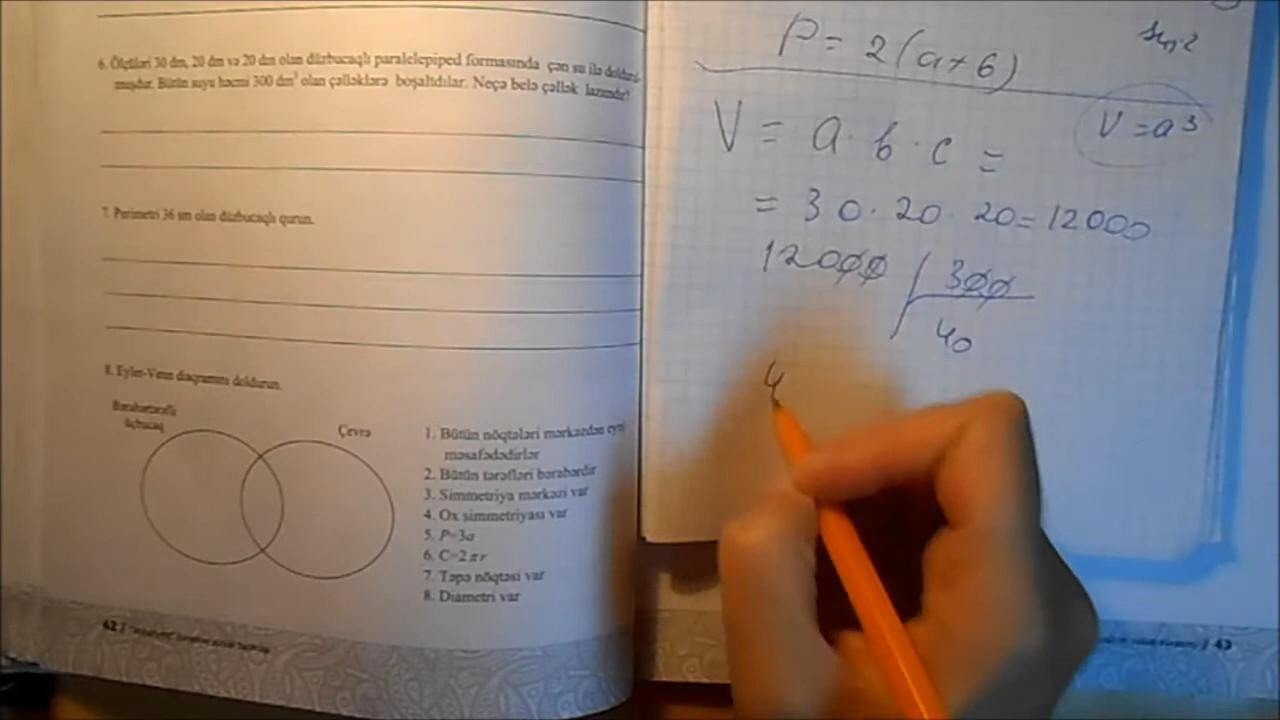 6. Ölçüləri 30 dm, 20 dm və 20 dm olan düzbucaqlı paralelepiped formasında çən su ilə doldurul-
muşdur. Bütün suyu həcmi 300 dm³ olan çəlləklərə boşaltdılar. Neçə belə çəllək lazımdır?
7. Perimetri 36 sm olan düzbucaqlı qurun.
8. Eyler-Venn diaqramını doldurun.
Bərabərtərəfli
üçbucaq
Çevrə
1. Bütün nöqtələri mərkəzdən eyni
məsafədədirlər
2. Bütün tərəfləri bərabərdir
3. Simmetriya mərkəzi var
4. Ox simmetriyası var
5. P=3a
6. C=2πr
7. Təpə nöqtəsi var
8. Diametri var
62 /
P = 2(a+b)
V = a³
V = a · b · c =
= 30 · 20 · 20 = 12000
12000 300
40
4
/ 43